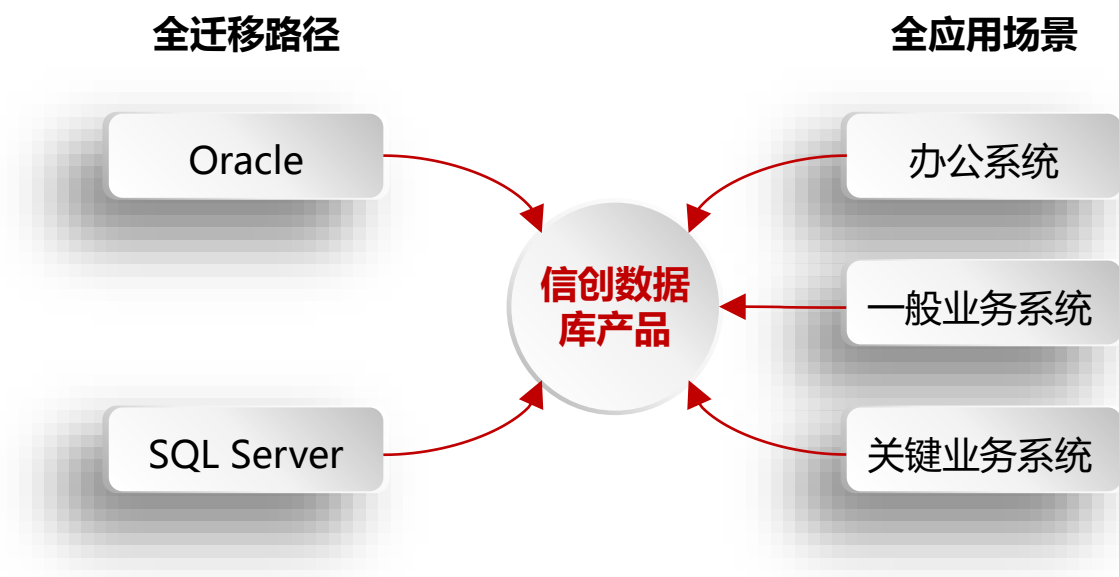 全迁移路径
全应用场景
Oracle
办公系统
信创数据
库产品
一般业务系统
SQL Server
关键业务系统